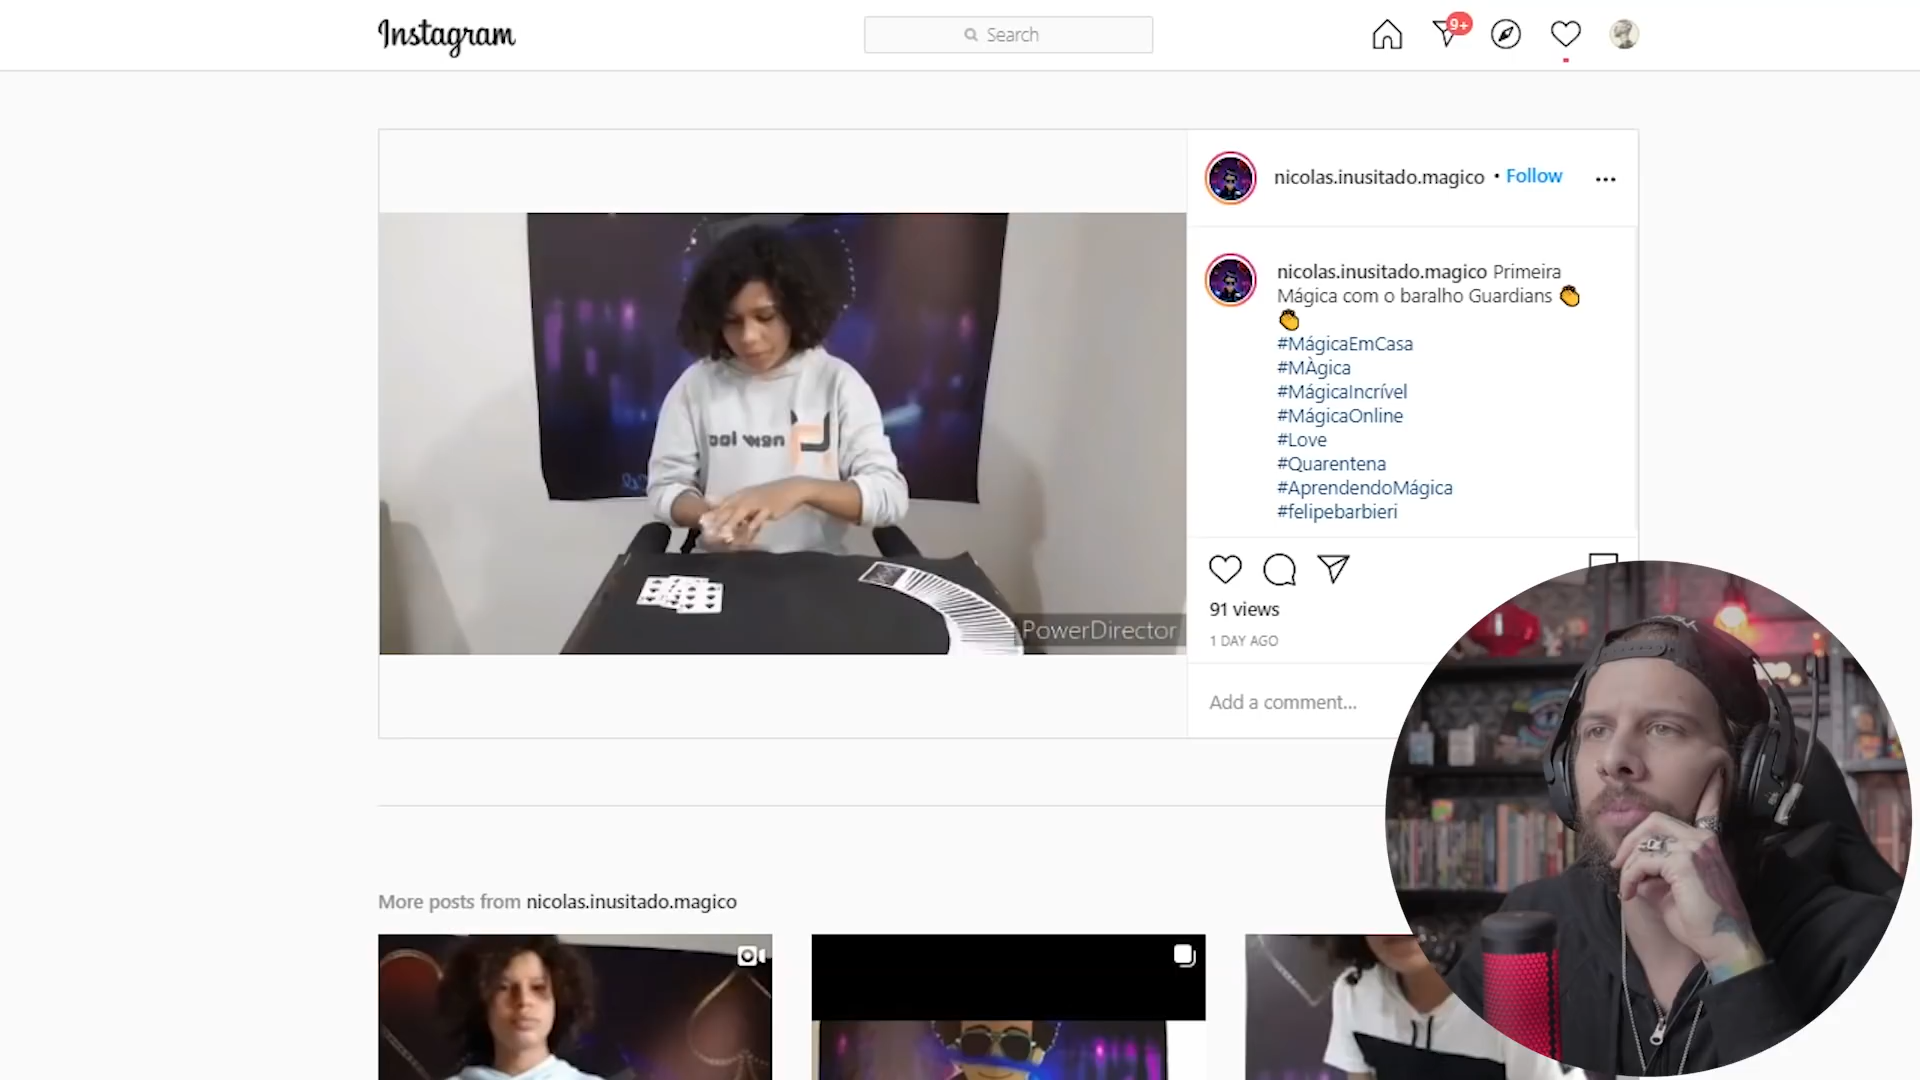 Instagram
Search
9+
nicolas.inusitado.magico • Follow
nicolas.inusitado.magico Primeira
Mágica com o baralho Guardians 👏
👏
#MágicaEmCasa
#MÀgica
#MágicaIncrível
#MágicaOnline
#Love
#Quarentena
#AprendendoMágica
#felipebarbieri
PowerDirector
91 views
1 DAY AGO
Add a comment...
More posts from nicolas.inusitado.magico